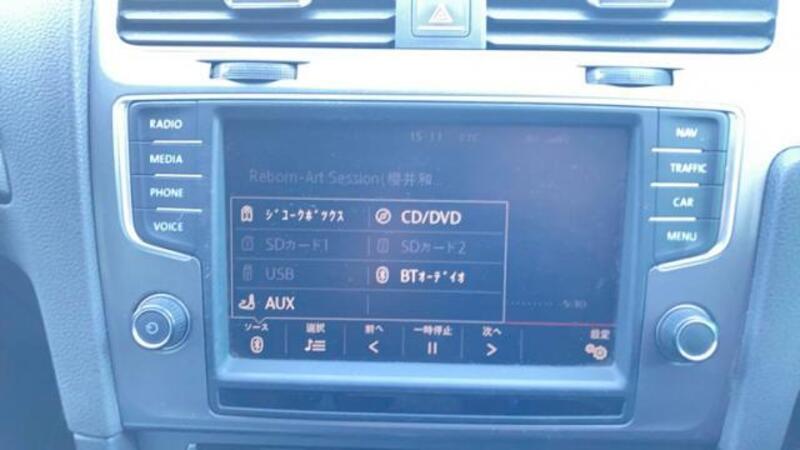 RADIO
MEDIA
PHONE
VOICE
NAV
TRAFFIC
CAR
MENU
15:11
Reborn-Art Session(櫻井和...
ジュークボックス
CD/DVD
SDカード1
SDカード2
USB
BTオーディオ
AUX
ソース
選択
前へ
一時停止
次へ
設定